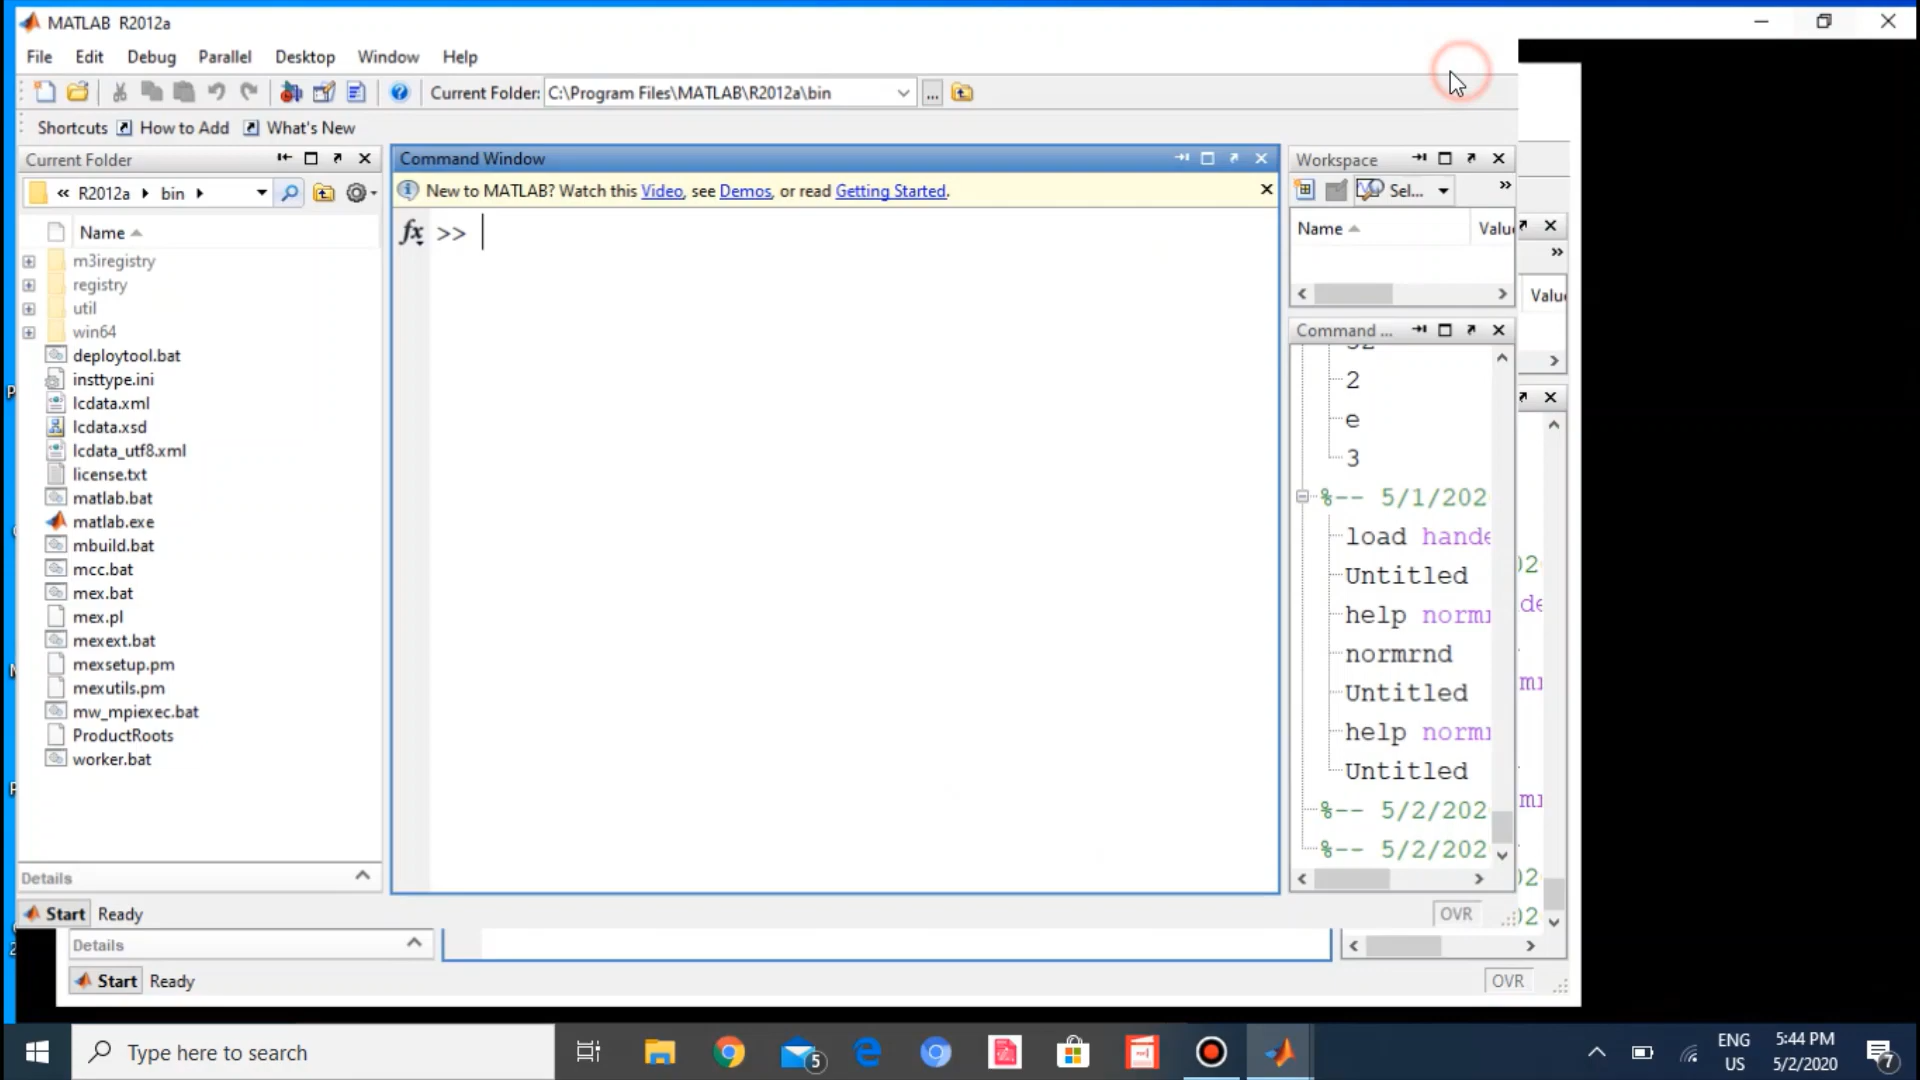 MATLAB R2012a
File Edit Debug Parallel Desktop Window Help
Current Folder: C:\Program Files\MATLAB\R2012a\bin ...
Shortcuts How to Add What's New
Current Folder
« R2012a bin
Name
m3iregistry
registry
util
win64
deploytool.bat
insttype.ini
lcdata.xml
lcdata.xsd
lcdata_utf8.xml
license.txt
matlab.bat
matlab.exe
mbuild.bat
mcc.bat
mex.bat
mex.pl
mexext.bat
mexsetup.pm
mexutils.pm
mw_mpiexec.bat
ProductRoots
worker.bat
Details
Start Ready
Command Window
New to MATLAB? Watch this Video, see Demos, or read Getting Started.
fx >>
Workspace
Sel... »
Name Valu
Command ...
2
e
3
%-- 5/1/202
load hande
Untitled
help normr
normrnd
Untitled
help normr
Untitled
%-- 5/2/202
%-- 5/2/202
OVR
»
Valu
Details
Start Ready
OVR
Type here to search
5
ENG
US
5:44 PM
5/2/2020
7